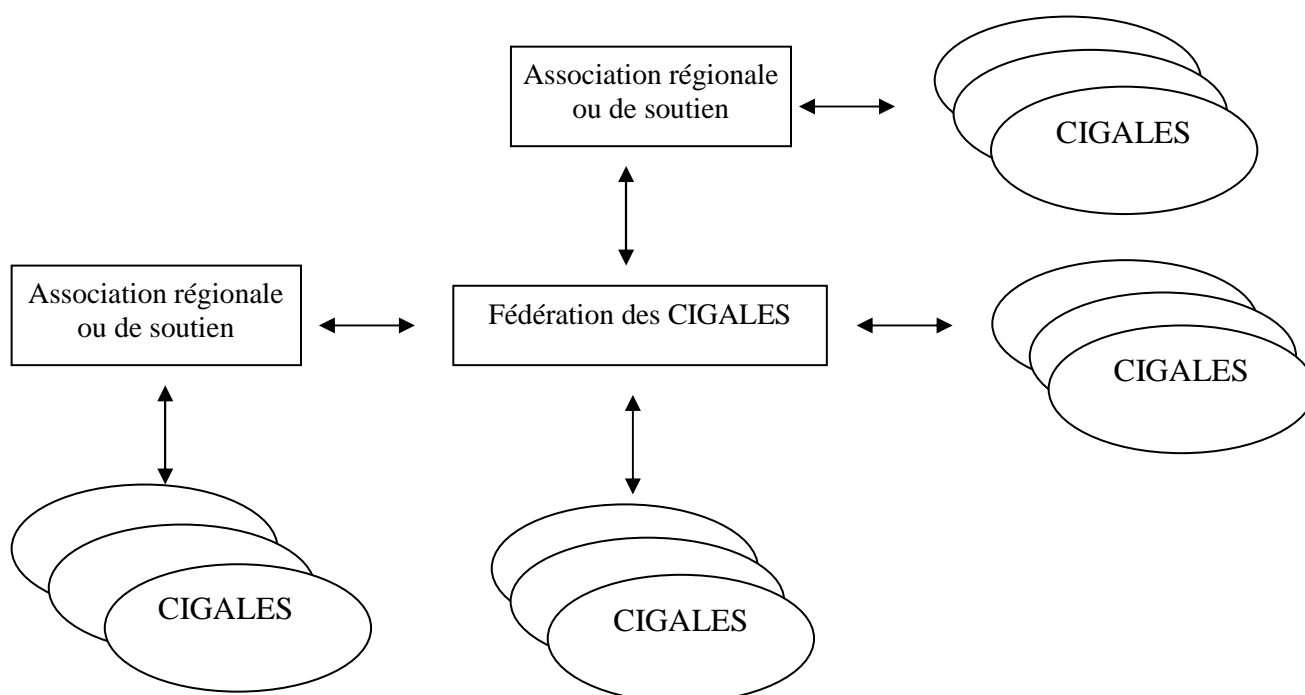 Association régionale
ou de soutien
CIGALES
Association régionale
ou de soutien
Fédération des CIGALES
CIGALES
CIGALES
CIGALES